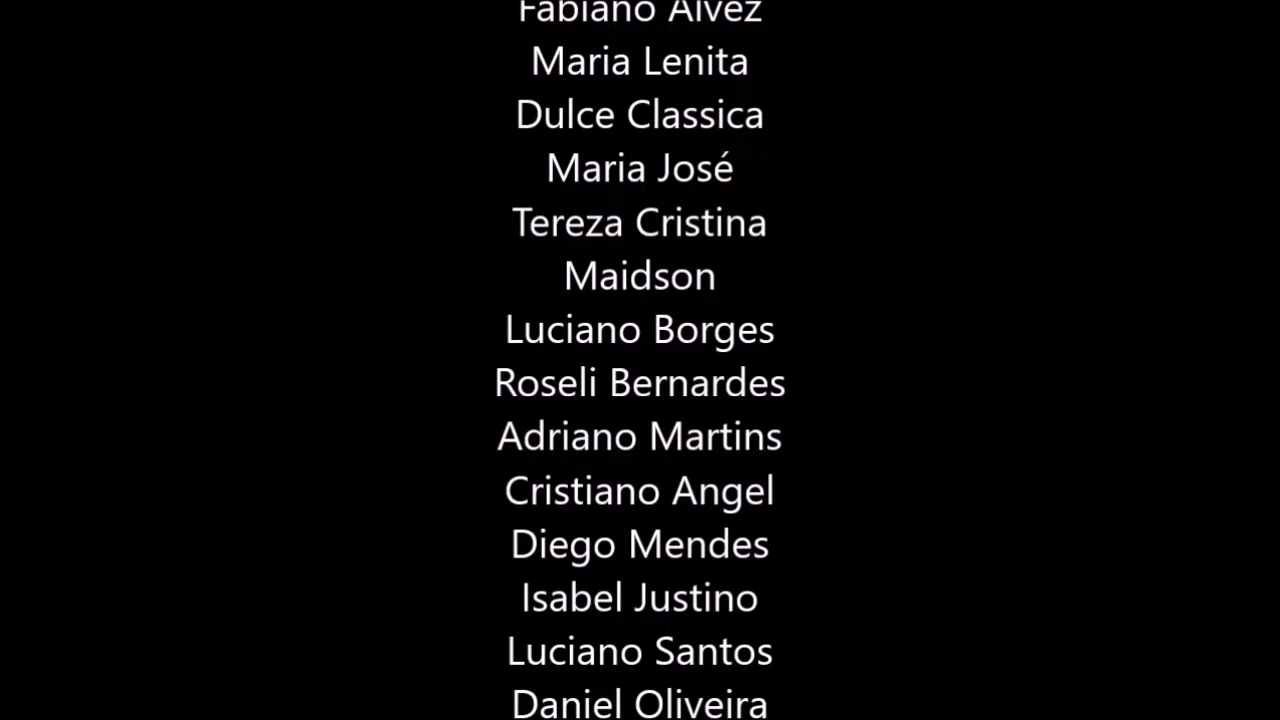 Fabiano Alvez
Maria Lenita
Dulce Classica
Maria José
Tereza Cristina
Maidson
Luciano Borges
Roseli Bernardes
Adriano Martins
Cristiano Angel
Diego Mendes
Isabel Justino
Luciano Santos
Daniel Oliveira